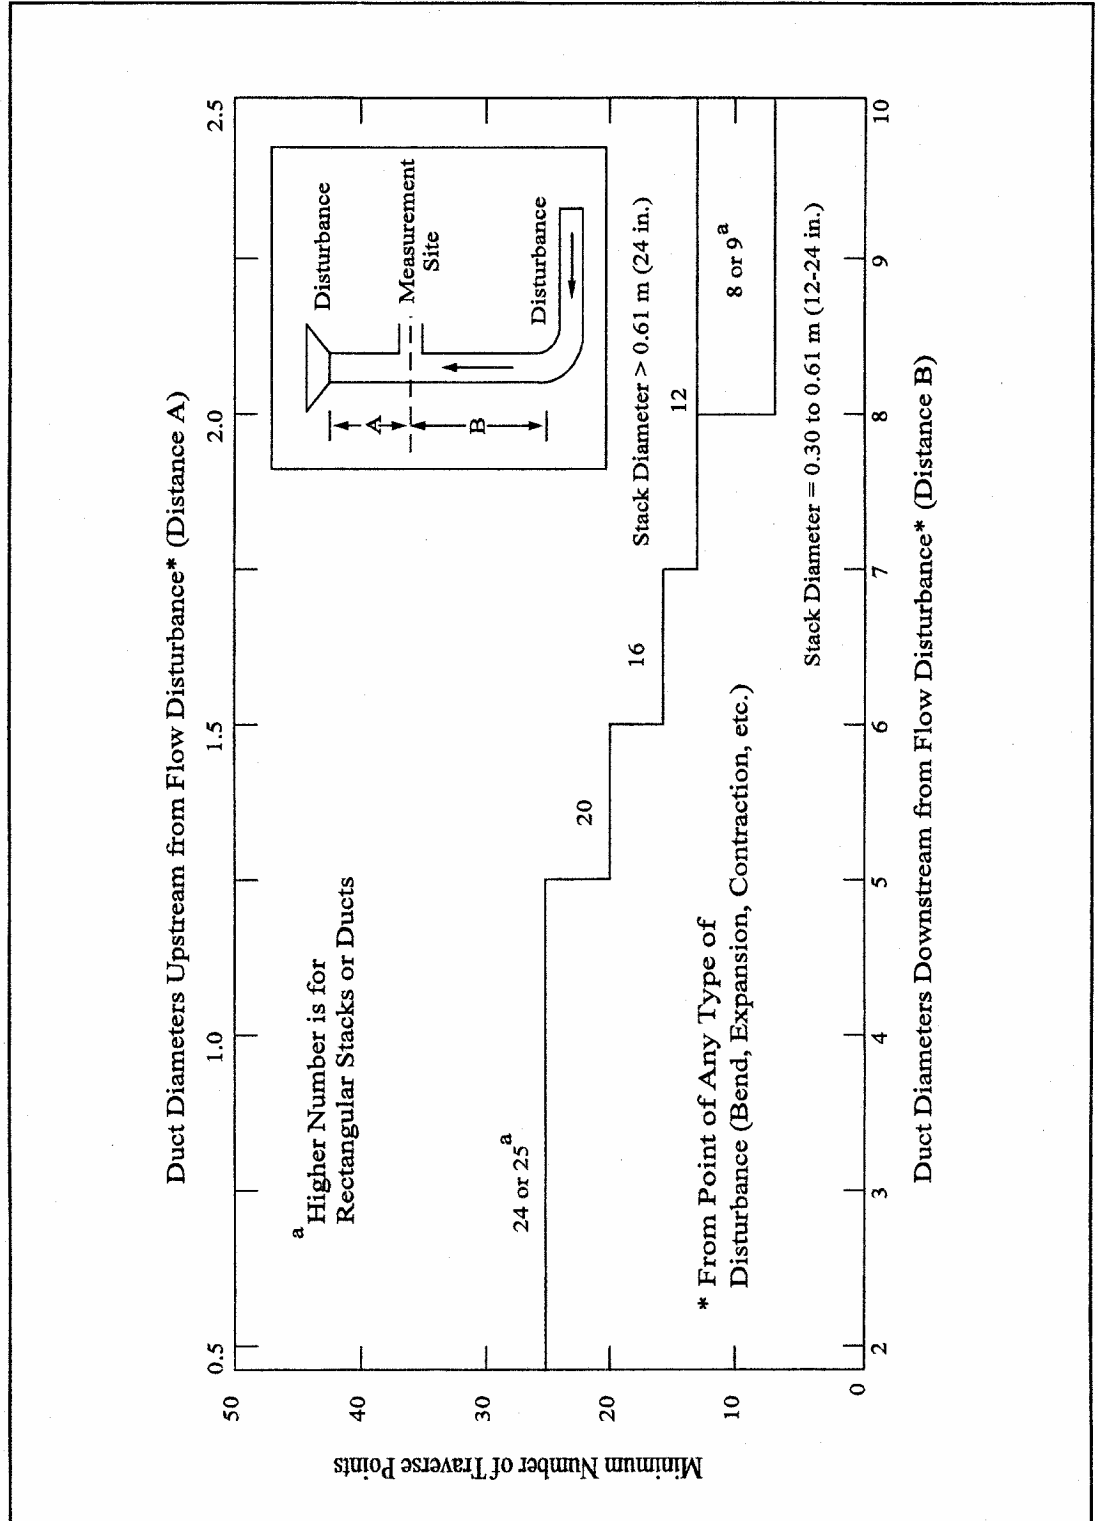 Duct Diameters Upstream from Flow Disturbance* (Distance A)
0.5
1.0
1.5
2.0
2.5
50
40
30
20
10
0
Minimum Number of Traverse Points
a Higher Number is for
Rectangular Stacks or Ducts
Disturbance
A
Measurement
Site
B
Disturbance
24 or 25 a
20
16
Stack Diameter > 0.61 m (24 in.)
12
8 or 9 a
* From Point of Any Type of
Disturbance (Bend, Expansion, Contraction, etc.)
Stack Diameter = 0.30 to 0.61 m (12-24 in.)
2
3
4
5
6
7
8
9
10
Duct Diameters Downstream from Flow Disturbance* (Distance B)